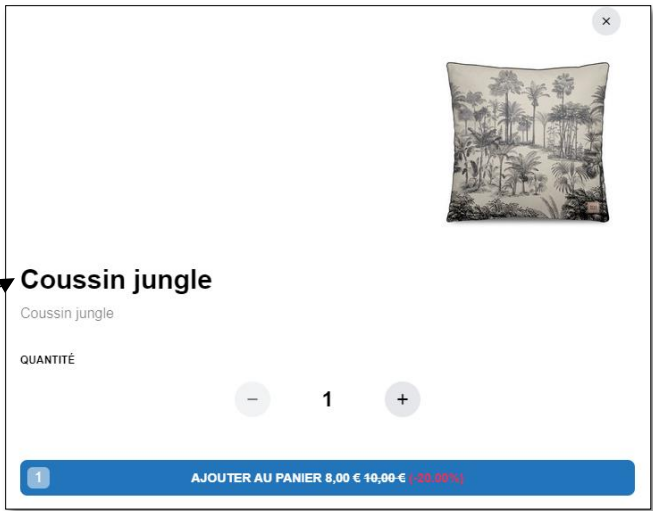 ×
Coussin jungle
Coussin jungle
QUANTITÉ
− 1 +
1 AJOUTER AU PANIER 8,00 € 10,00 € (-20.00%)